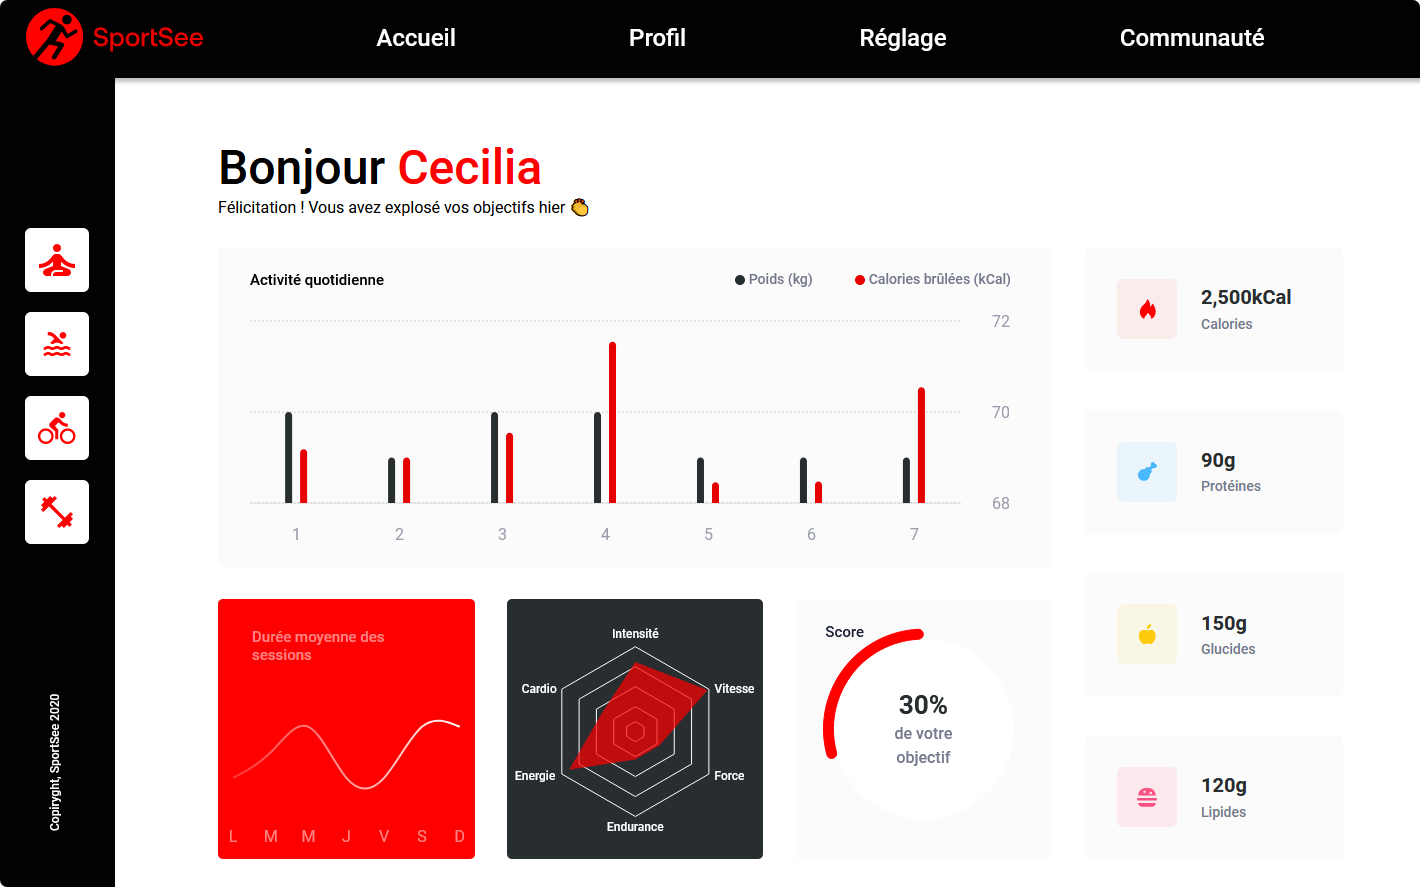 SportSee
Accueil
Profil
Réglage
Communauté
Bonjour Cecilia
Félicitation ! Vous avez explosé vos objectifs hier 👏
Activité quotidienne
Poids (kg)
Calories brûlées (kCal)
72
70
68
1 2 3 4 5 6 7
2,500kCal
Calories
90g
Protéines
150g
Glucides
120g
Lipides
Durée moyenne des
sessions
L M M J V S D
Intensité
Vitesse
Force
Endurance
Energie
Cardio
Score
30%
de votre
objectif
Copiryght, SportSee 2020